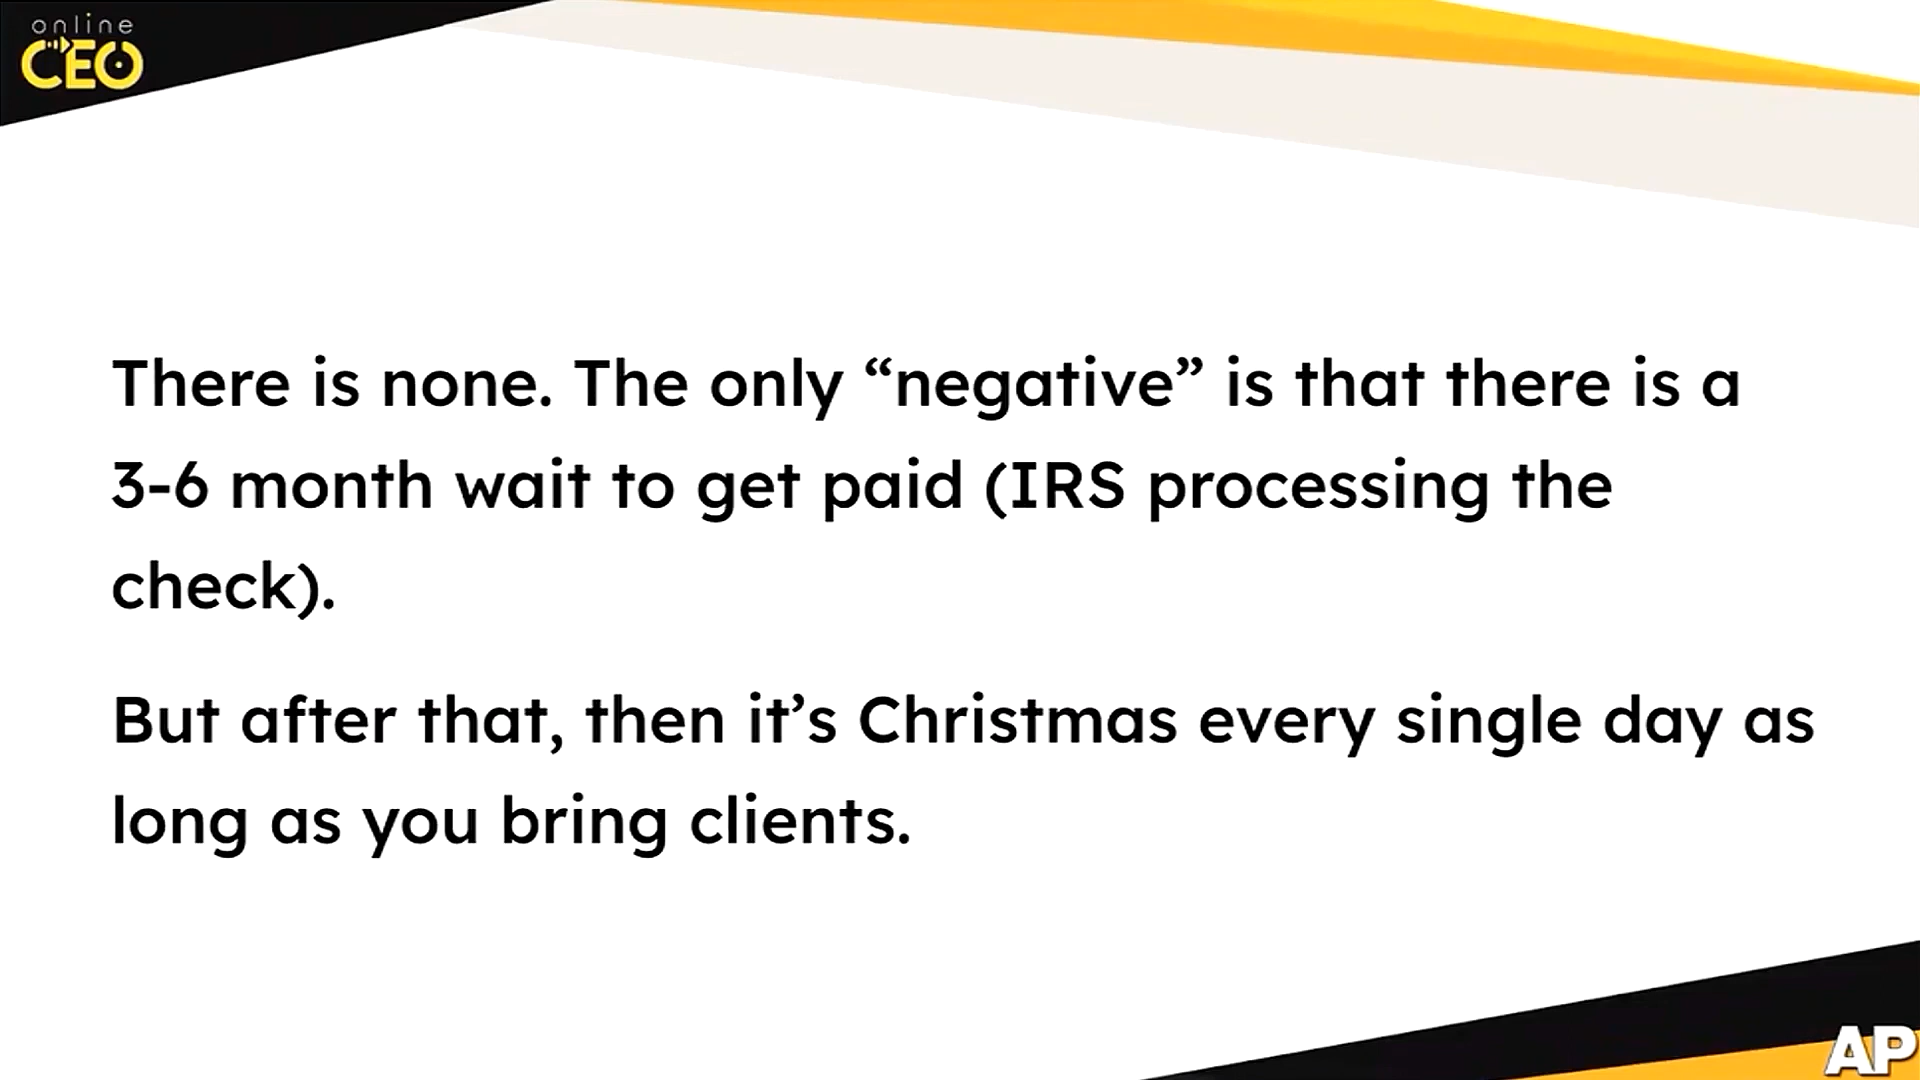 online
CEO
There is none. The only “negative” is that there is a
3-6 month wait to get paid (IRS processing the
check).
But after that, then it’s Christmas every single day as
long as you bring clients.
AP